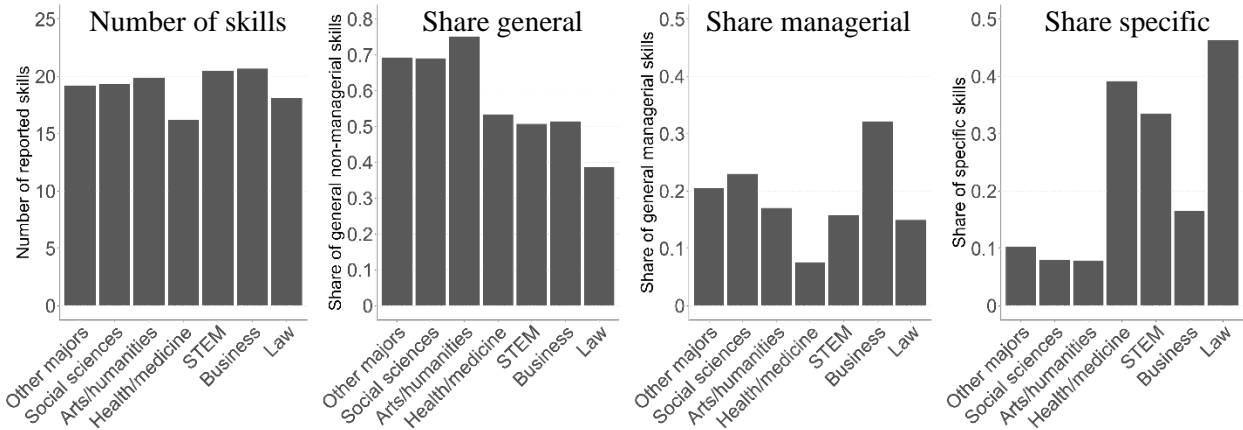 Number of skills
Number of reported skills
25
20
15
10
5
0
Other majors
Social sciences
Arts/humanities
Health/medicine
STEM
Business
Law
Share general
Share of general non-managerial skills
0.8
0.7
0.6
0.5
0.4
0.3
0.2
0.1
0
Other majors
Social sciences
Arts/humanities
Health/medicine
STEM
Business
Law
Share managerial
Share of general managerial skills
0.5
0.4
0.3
0.2
0.1
0
Other majors
Social sciences
Arts/humanities
Health/medicine
STEM
Business
Law
Share specific
Share of specific skills
0.5
0.4
0.3
0.2
0.1
0
Other majors
Social sciences
Arts/humanities
Health/medicine
STEM
Business
Law